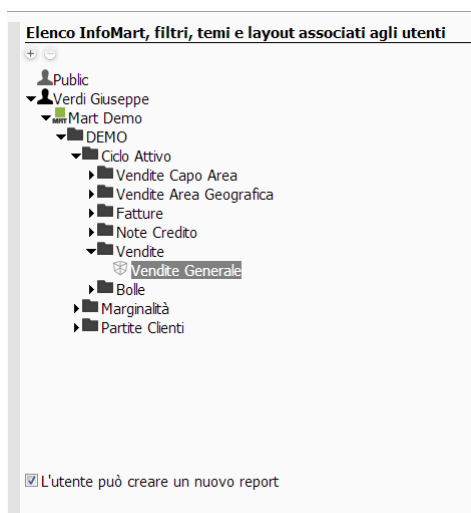 Elenco InfoMart, filtri, temi e layout associati agli utenti
Public
Verdi Giuseppe
MRT Mart Demo
DEMO
Ciclo Attivo
Vendite Capo Area
Vendite Area Geografica
Fatture
Note Credito
Vendite
Vendite Generale
Bolle
Marginalità
Partite Clienti
L'utente può creare un nuovo report